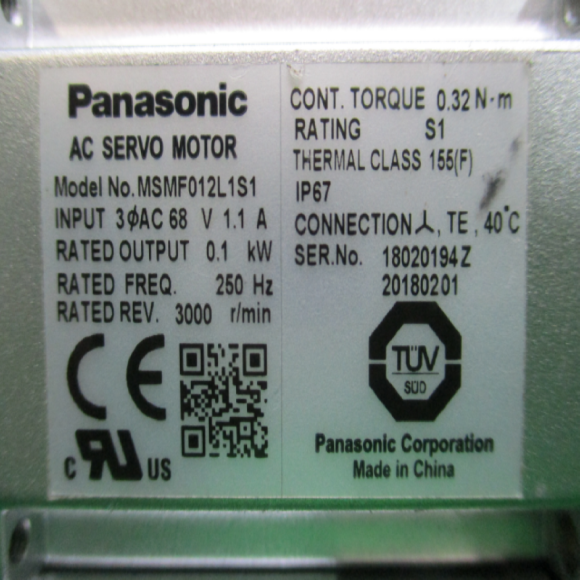 Panasonic
AC SERVO MOTOR
Model No. MSMF012L1S1
INPUT 3ϕAC 68 V 1.1 A
RATED OUTPUT 0.1 kW
RATED FREQ. 250 Hz
RATED REV. 3000 r/min
CE
c RU US
CONT. TORQUE 0.32 N·m
RATING S1
THERMAL CLASS 155(F)
IP67
CONNECTION⅄, TE, 40°C
SER.No. 18020194Z
20180201
TÜV
SÜD
Panasonic Corporation
Made in China